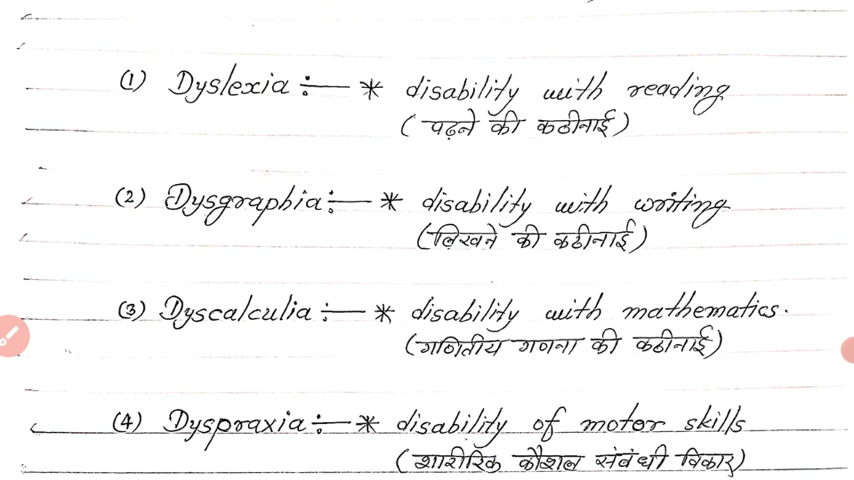 (1) Dyslexia ÷— * disability with reading
(पढ़ने की कठीनाई)
(2) Dysgraphia ÷— * disability with writing
(लिखने की कठीनाई)
(3) Dyscalculia ÷— * disability with mathematics.
(गणितीय गणना की कठीनाई)
(4) Dyspraxia ÷— * disability of motor skills
(शारीरिक कौशल संबंधी विकार)